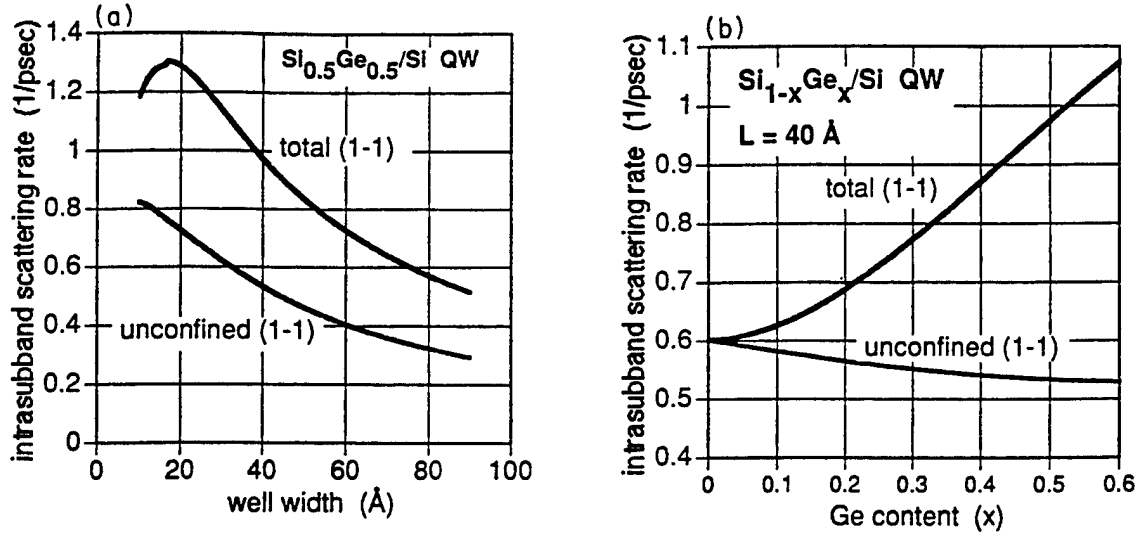 (a)
intrasubband scattering rate (1/psec)
1.4
1.2
1
0.8
0.6
0.4
0.2
0
Si0.5Ge0.5/Si QW
total (1-1)
unconfined (1-1)
0 20 40 60 80 100
well width (Å)
(b)
intrasubband scattering rate (1/psec)
1.1
1
0.9
0.8
0.7
0.6
0.5
0.4
Si1-xGex/Si QW
L = 40 Å
total (1-1)
unconfined (1-1)
0 0.1 0.2 0.3 0.4 0.5 0.6
Ge content (x)